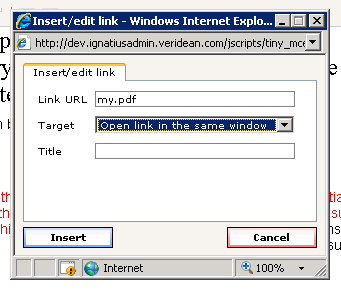 Insert/edit link - Windows Internet Explo...
http://dev.ignatiusadmin.veridean.com/jscripts/tiny_mce
Insert/edit link
Link URL my.pdf
Target Open link in the same window
Title
Insert Cancel
Internet 100%